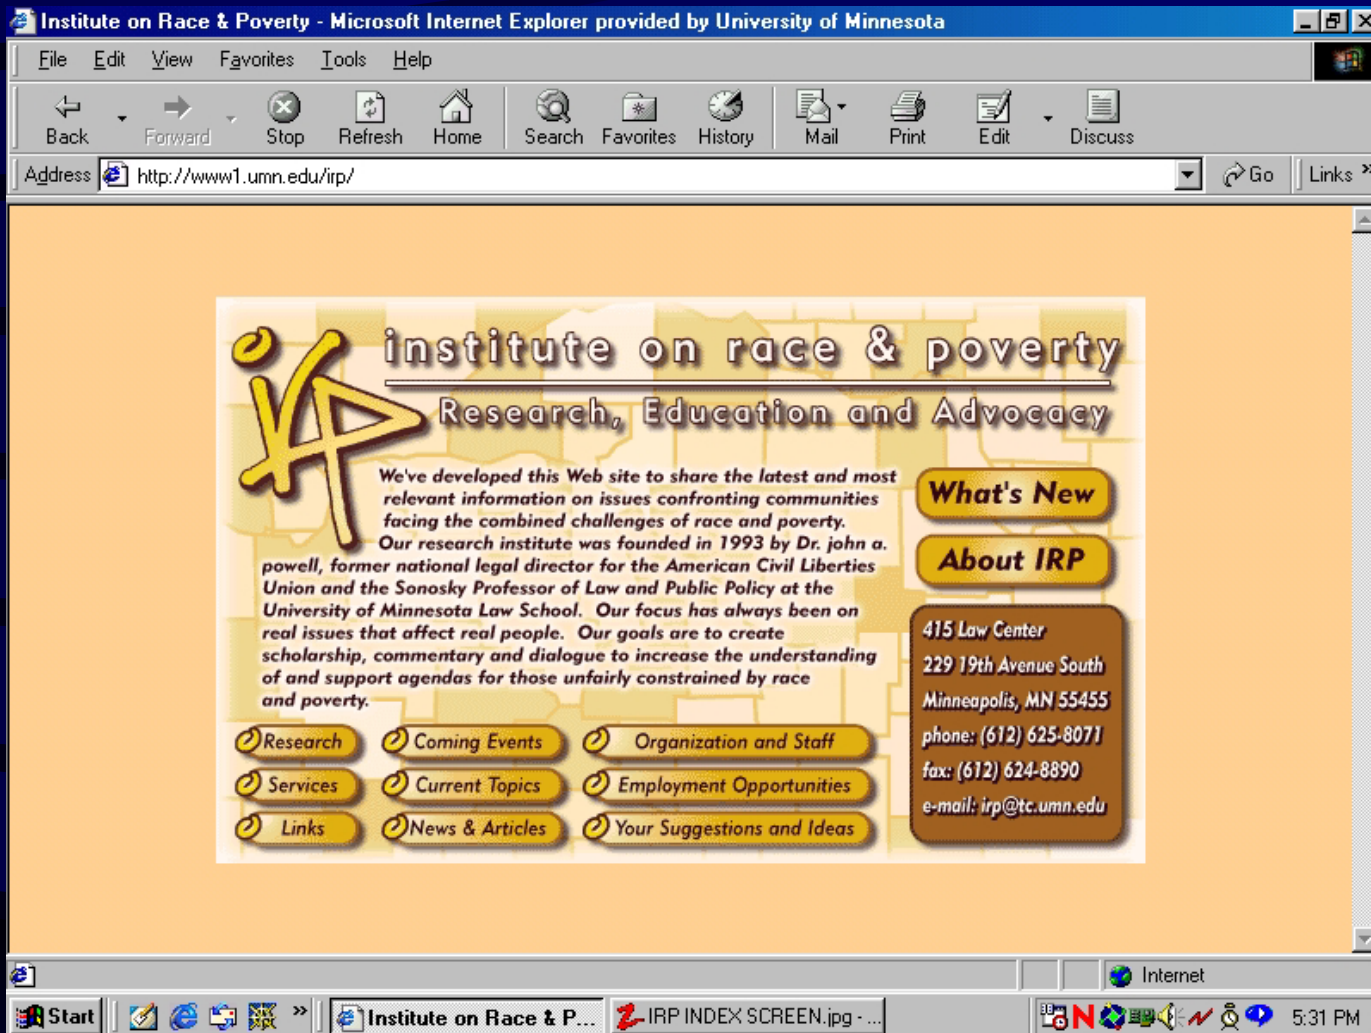 Institute on Race & Poverty - Microsoft Internet Explorer provided by University of Minnesota
File Edit View Favorites Tools Help
Back Forward Stop Refresh Home Search Favorites History Mail Print Edit Discuss
Address http://www1.umn.edu/irp/ Go Links »
irp
institute on race & poverty
Research, Education and Advocacy
We've developed this Web site to share the latest and most
relevant information on issues confronting communities
facing the combined challenges of race and poverty.
Our research institute was founded in 1993 by Dr. john a.
powell, former national legal director for the American Civil Liberties
Union and the Sonosky Professor of Law and Public Policy at the
University of Minnesota Law School. Our focus has always been on
real issues that affect real people. Our goals are to create
scholarship, commentary and dialogue to increase the understanding
of and support agendas for those unfairly constrained by race
and poverty.
What's New
About IRP
415 Law Center
229 19th Avenue South
Minneapolis, MN 55455
phone: (612) 625-8071
fax: (612) 624-8890
e-mail: irp@tc.umn.edu
Research Coming Events Organization and Staff
Services Current Topics Employment Opportunities
Links News & Articles Your Suggestions and Ideas
Internet
Start » Institute on Race & P... IRP INDEX SCREEN.jpg - ... N 5:31 PM